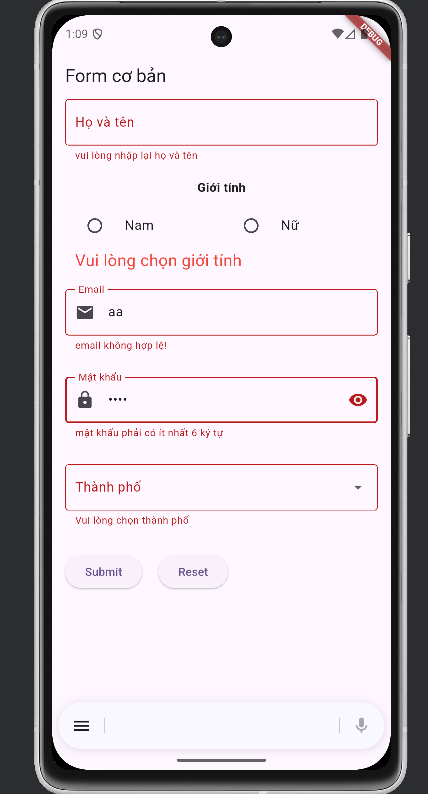 1:09
DEBUG
Form cơ bản
Họ và tên
vui lòng nhập lại họ và tên
Giới tính
Nam
Nữ
Vui lòng chọn giới tính
Email
aa
email không hợp lệ!
Mật khẩu
••••
mật khẩu phải có ít nhất 6 ký tự
Thành phố
Vui lòng chọn thành phố
Submit
Reset